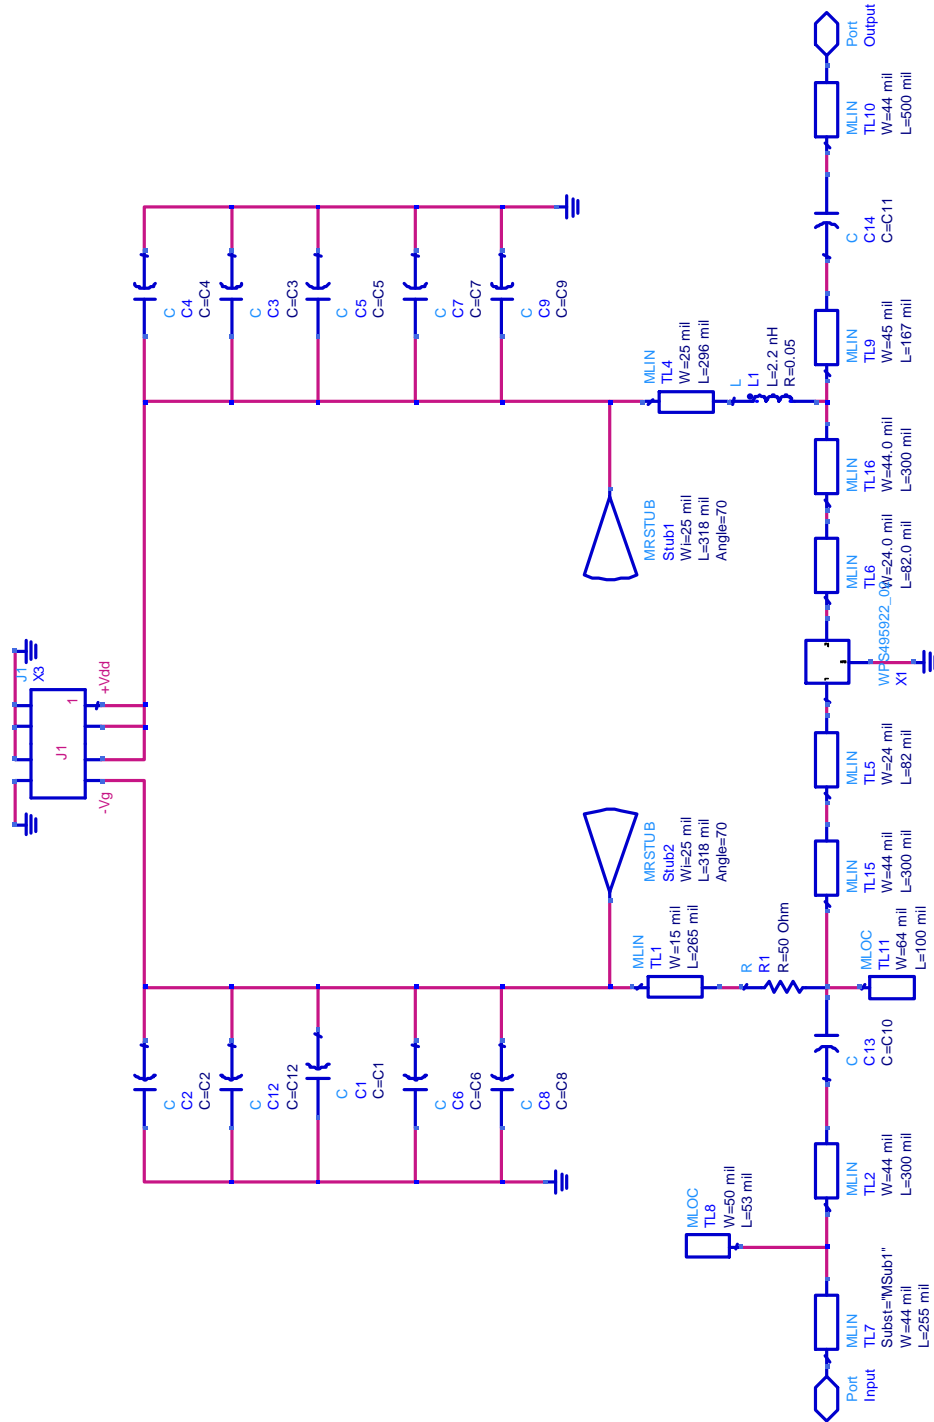 J1
X3
J1
1
-Vg
+Vdd
C
C2
C=C2
C
C4
C=C4
C
C12
C=C12
C
C3
C=C3
C
C1
C=C1
C
C5
C=C5
C
C6
C=C6
C
C7
C=C7
C
C8
C=C8
C
C9
C=C9
MRSTUB
Stub2
Wi=25 mil
L=318 mil
Angle=70
MRSTUB
Stub1
Wi=25 mil
L=318 mil
Angle=70
MLIN
TL1
W=15 mil
L=265 mil
MLIN
TL4
W=25 mil
L=296 mil
MLOC
TL8
W=50 mil
L=53 mil
R
R1
R=50 Ohm
L
L1
L=2.2 nH
R=0.05
Port
Input
MLIN
TL7
Subst="MSub1"
W=44 mil
L=255 mil
MLIN
TL2
W=44 mil
L=300 mil
C
C13
C=C10
MLOC
TL11
W=64 mil
L=100 mil
MLIN
TL15
W=44 mil
L=300 mil
MLIN
TL5
W=24 mil
L=82 mil
X1
MLIN
TL6
W=24.0 mil
L=82.0 mil
MLIN
TL16
W=44.0 mil
L=300 mil
MLIN
TL9
W=45 mil
L=167 mil
C
C14
C=C11
MLIN
TL10
W=44 mil
L=500 mil
Port
Output